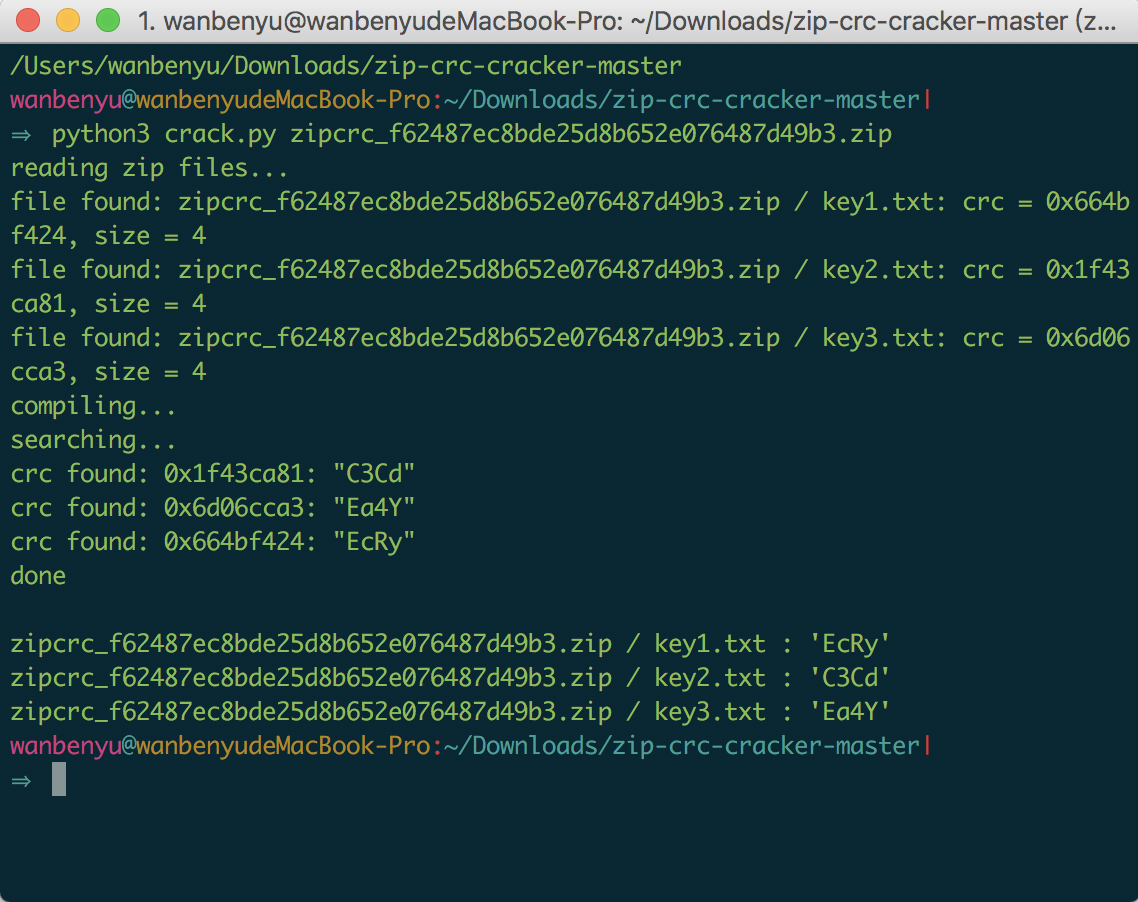 1. wanbenyu@wanbenyudeMacBook-Pro: ~/Downloads/zip-crc-cracker-master (z...
/Users/wanbenyu/Downloads/zip-crc-cracker-master
wanbenyu@wanbenyudeMacBook-Pro:~/Downloads/zip-crc-cracker-master|
⇒ python3 crack.py zipcrc_f62487ec8bde25d8b652e076487d49b3.zip
reading zip files...
file found: zipcrc_f62487ec8bde25d8b652e076487d49b3.zip / key1.txt: crc = 0x664b
f424, size = 4
file found: zipcrc_f62487ec8bde25d8b652e076487d49b3.zip / key2.txt: crc = 0x1f43
ca81, size = 4
file found: zipcrc_f62487ec8bde25d8b652e076487d49b3.zip / key3.txt: crc = 0x6d06
cca3, size = 4
compiling...
searching...
crc found: 0x1f43ca81: "C3Cd"
crc found: 0x6d06cca3: "Ea4Y"
crc found: 0x664bf424: "EcRy"
done
zipcrc_f62487ec8bde25d8b652e076487d49b3.zip / key1.txt : 'EcRy'
zipcrc_f62487ec8bde25d8b652e076487d49b3.zip / key2.txt : 'C3Cd'
zipcrc_f62487ec8bde25d8b652e076487d49b3.zip / key3.txt : 'Ea4Y'
wanbenyu@wanbenyudeMacBook-Pro:~/Downloads/zip-crc-cracker-master|
⇒